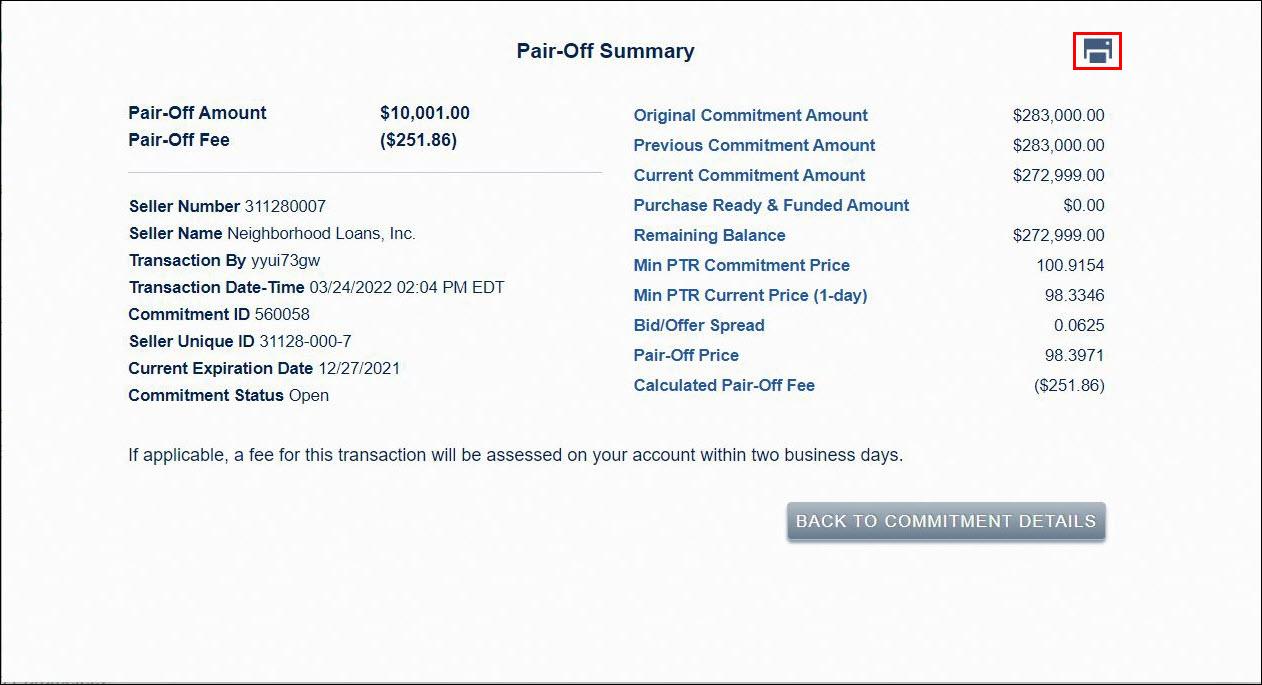 Pair-Off Summary
Pair-Off Amount $10,001.00
Pair-Off Fee ($251.86)
Seller Number 311280007
Seller Name Neighborhood Loans, Inc.
Transaction By yyui73gw
Transaction Date-Time 03/24/2022 02:04 PM EDT
Commitment ID 560058
Seller Unique ID 31128-000-7
Current Expiration Date 12/27/2021
Commitment Status Open
Original Commitment Amount $283,000.00
Previous Commitment Amount $283,000.00
Current Commitment Amount $272,999.00
Purchase Ready & Funded Amount $0.00
Remaining Balance $272,999.00
Min PTR Commitment Price 100.9154
Min PTR Current Price (1-day) 98.3346
Bid/Offer Spread 0.0625
Pair-Off Price 98.3971
Calculated Pair-Off Fee ($251.86)
If applicable, a fee for this transaction will be assessed on your account within two business days.
BACK TO COMMITMENT DETAILS